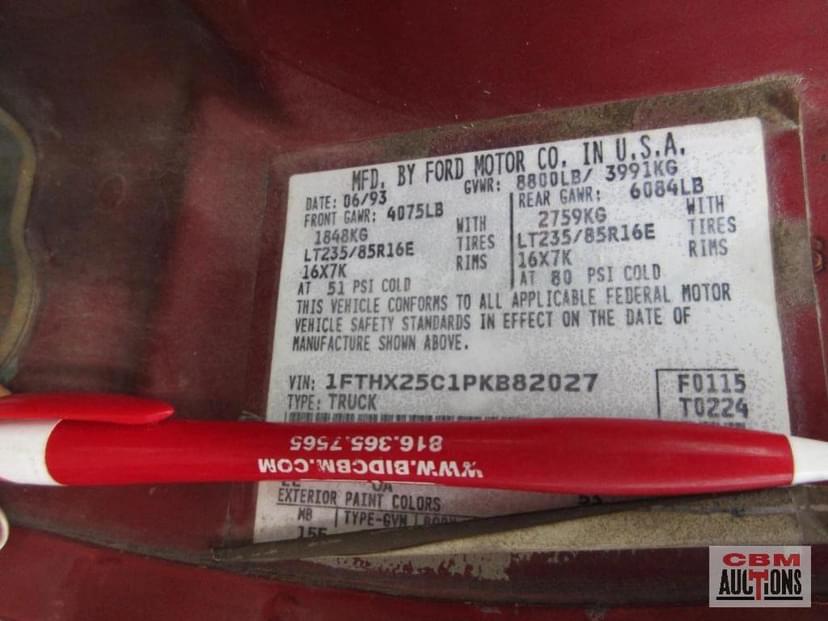 MFD. BY FORD MOTOR CO. IN U.S.A.
DATE: 06/93 GVWR: 8800LB/ 3991KG
FRONT GAWR: 4075LB REAR GAWR: 6084LB
1848KG WITH 2759KG WITH
LT235/85R16E TIRES LT235/85R16E TIRES
16X7K RIMS 16X7K RIMS
AT 51 PSI COLD AT 80 PSI COLD
THIS VEHICLE CONFORMS TO ALL APPLICABLE FEDERAL MOTOR
VEHICLE SAFETY STANDARDS IN EFFECT ON THE DATE OF
MANUFACTURE SHOWN ABOVE.
VIN: 1FTHX25C1PKB82027 F0115
TYPE: TRUCK T0224
816.365.7565
WWW.BIDCBM.COM
EXTERIOR PAINT COLORS
WB TYPE-GVW
155
CBM
AUCTIONS